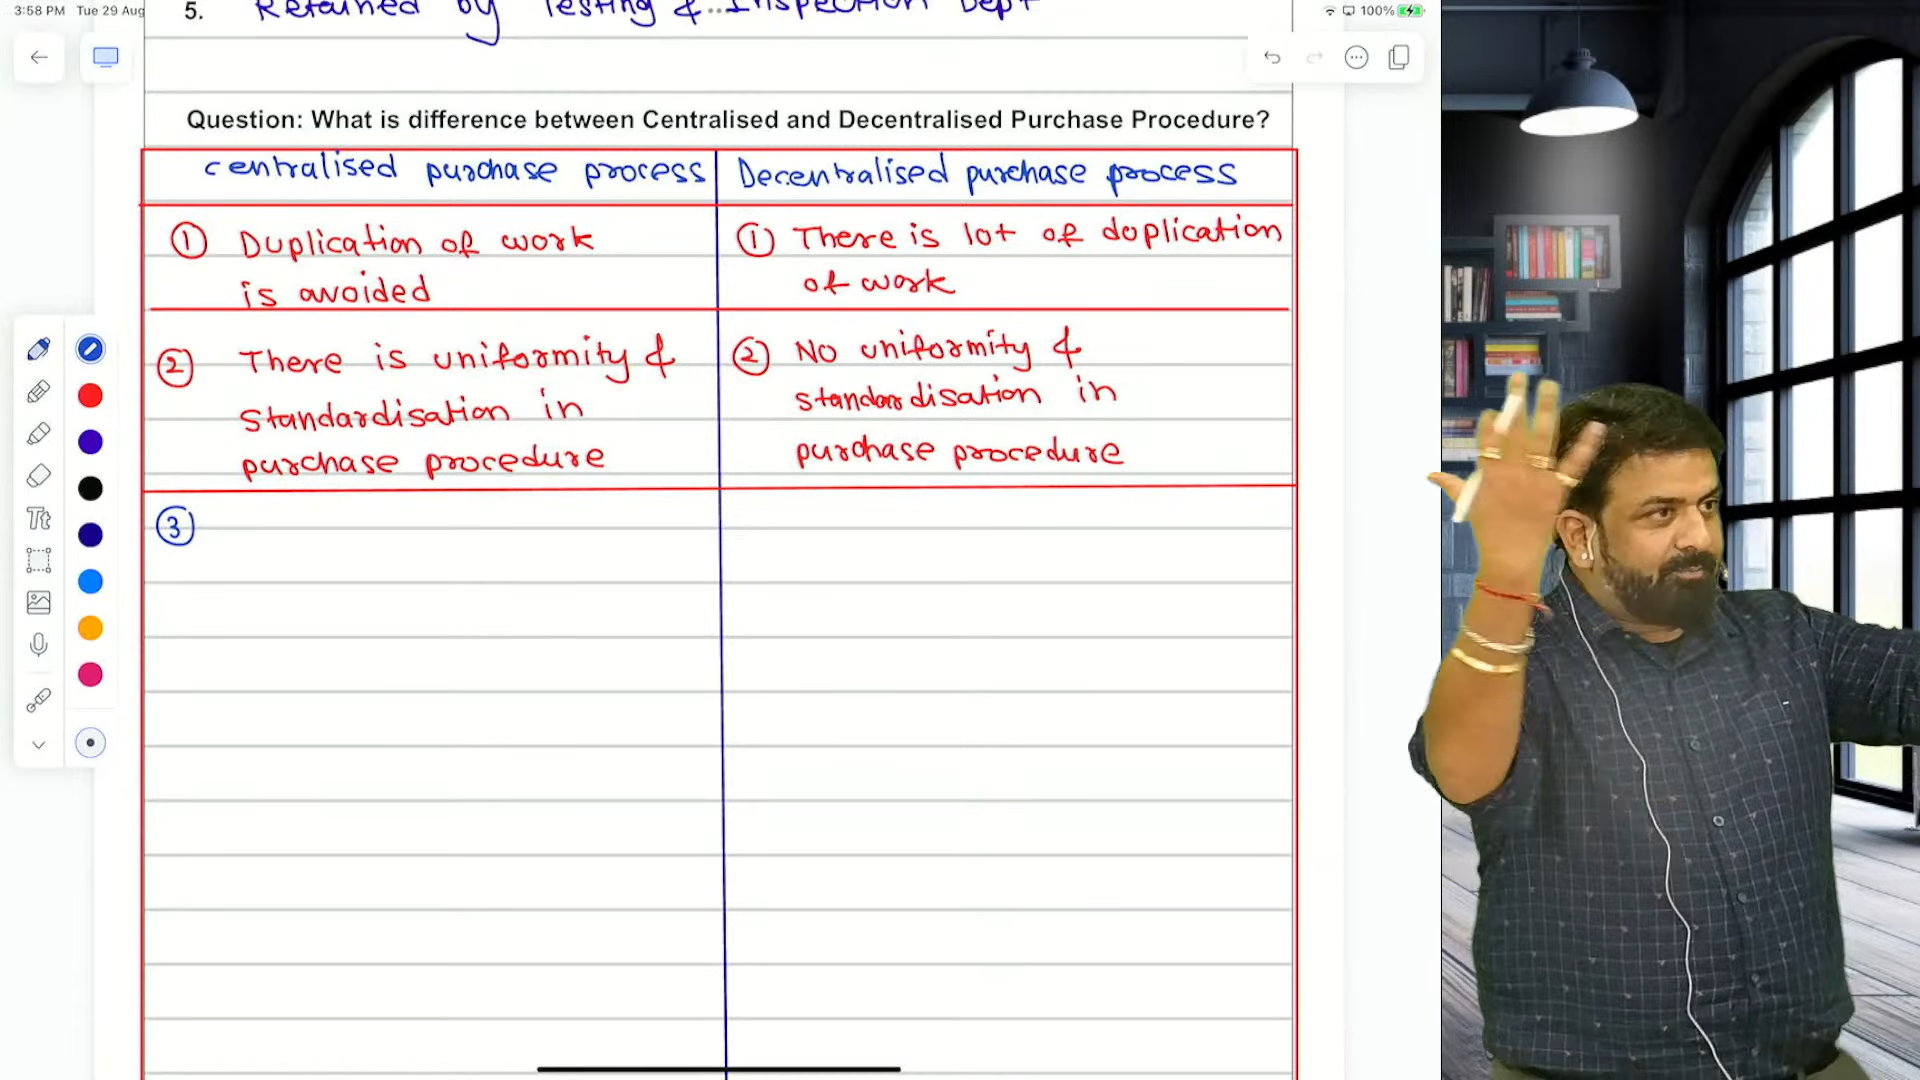 3:58 PM Tue 29 Aug
100%
5. Retained by Testing & Inspection Dept
Question: What is difference between Centralised and Decentralised Purchase Procedure?
centralised purchase process
Decentralised purchase process
① Duplication of work
is avoided
① There is lot of duplication
of work
② There is uniformity &
standardisation in
purchase procedure
② No uniformity &
standardisation in
purchase procedure
③
Tt